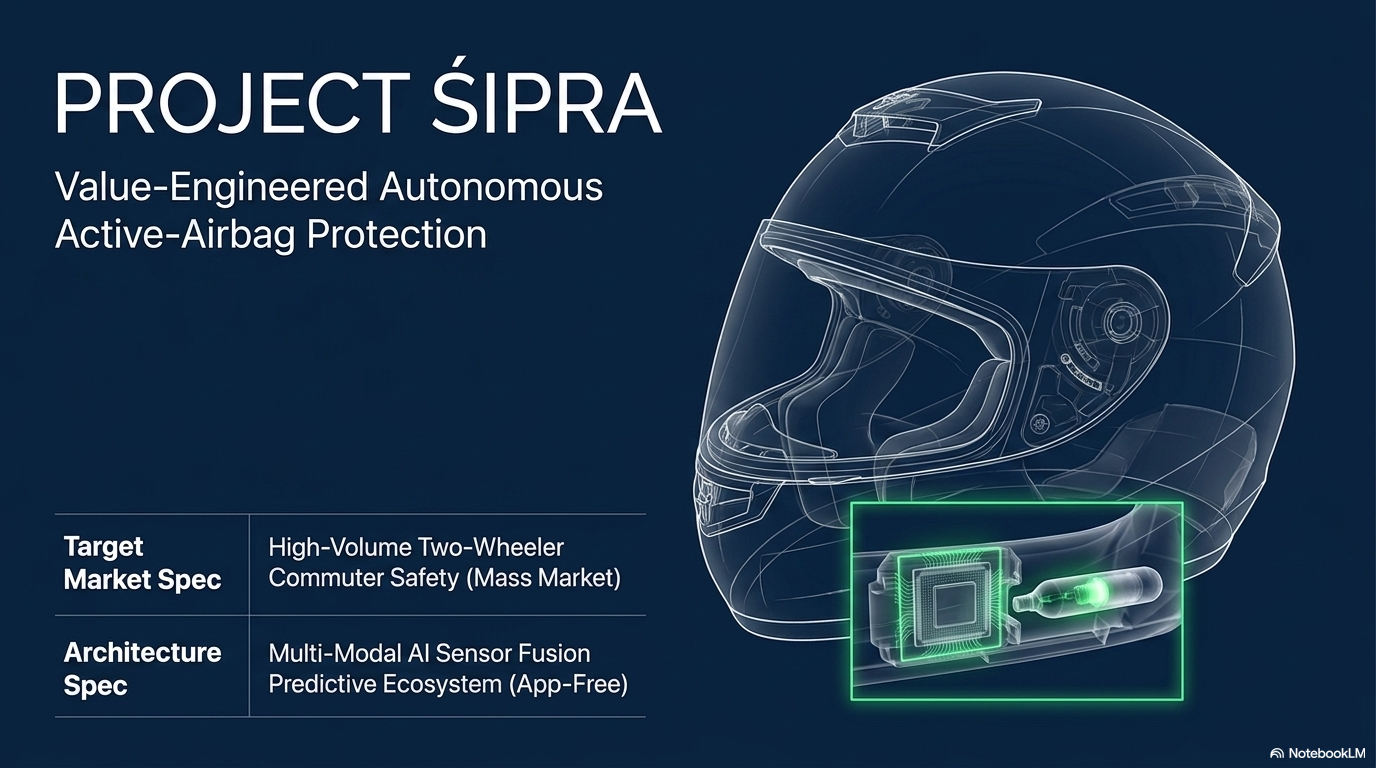 PROJECT ŚIPRA
Value-Engineered Autonomous
Active-Airbag Protection
Target
Market Spec
High-Volume Two-Wheeler
Commuter Safety (Mass Market)
Architecture
Spec
Multi-Modal AI Sensor Fusion
Predictive Ecosystem (App-Free)
NotebookLM